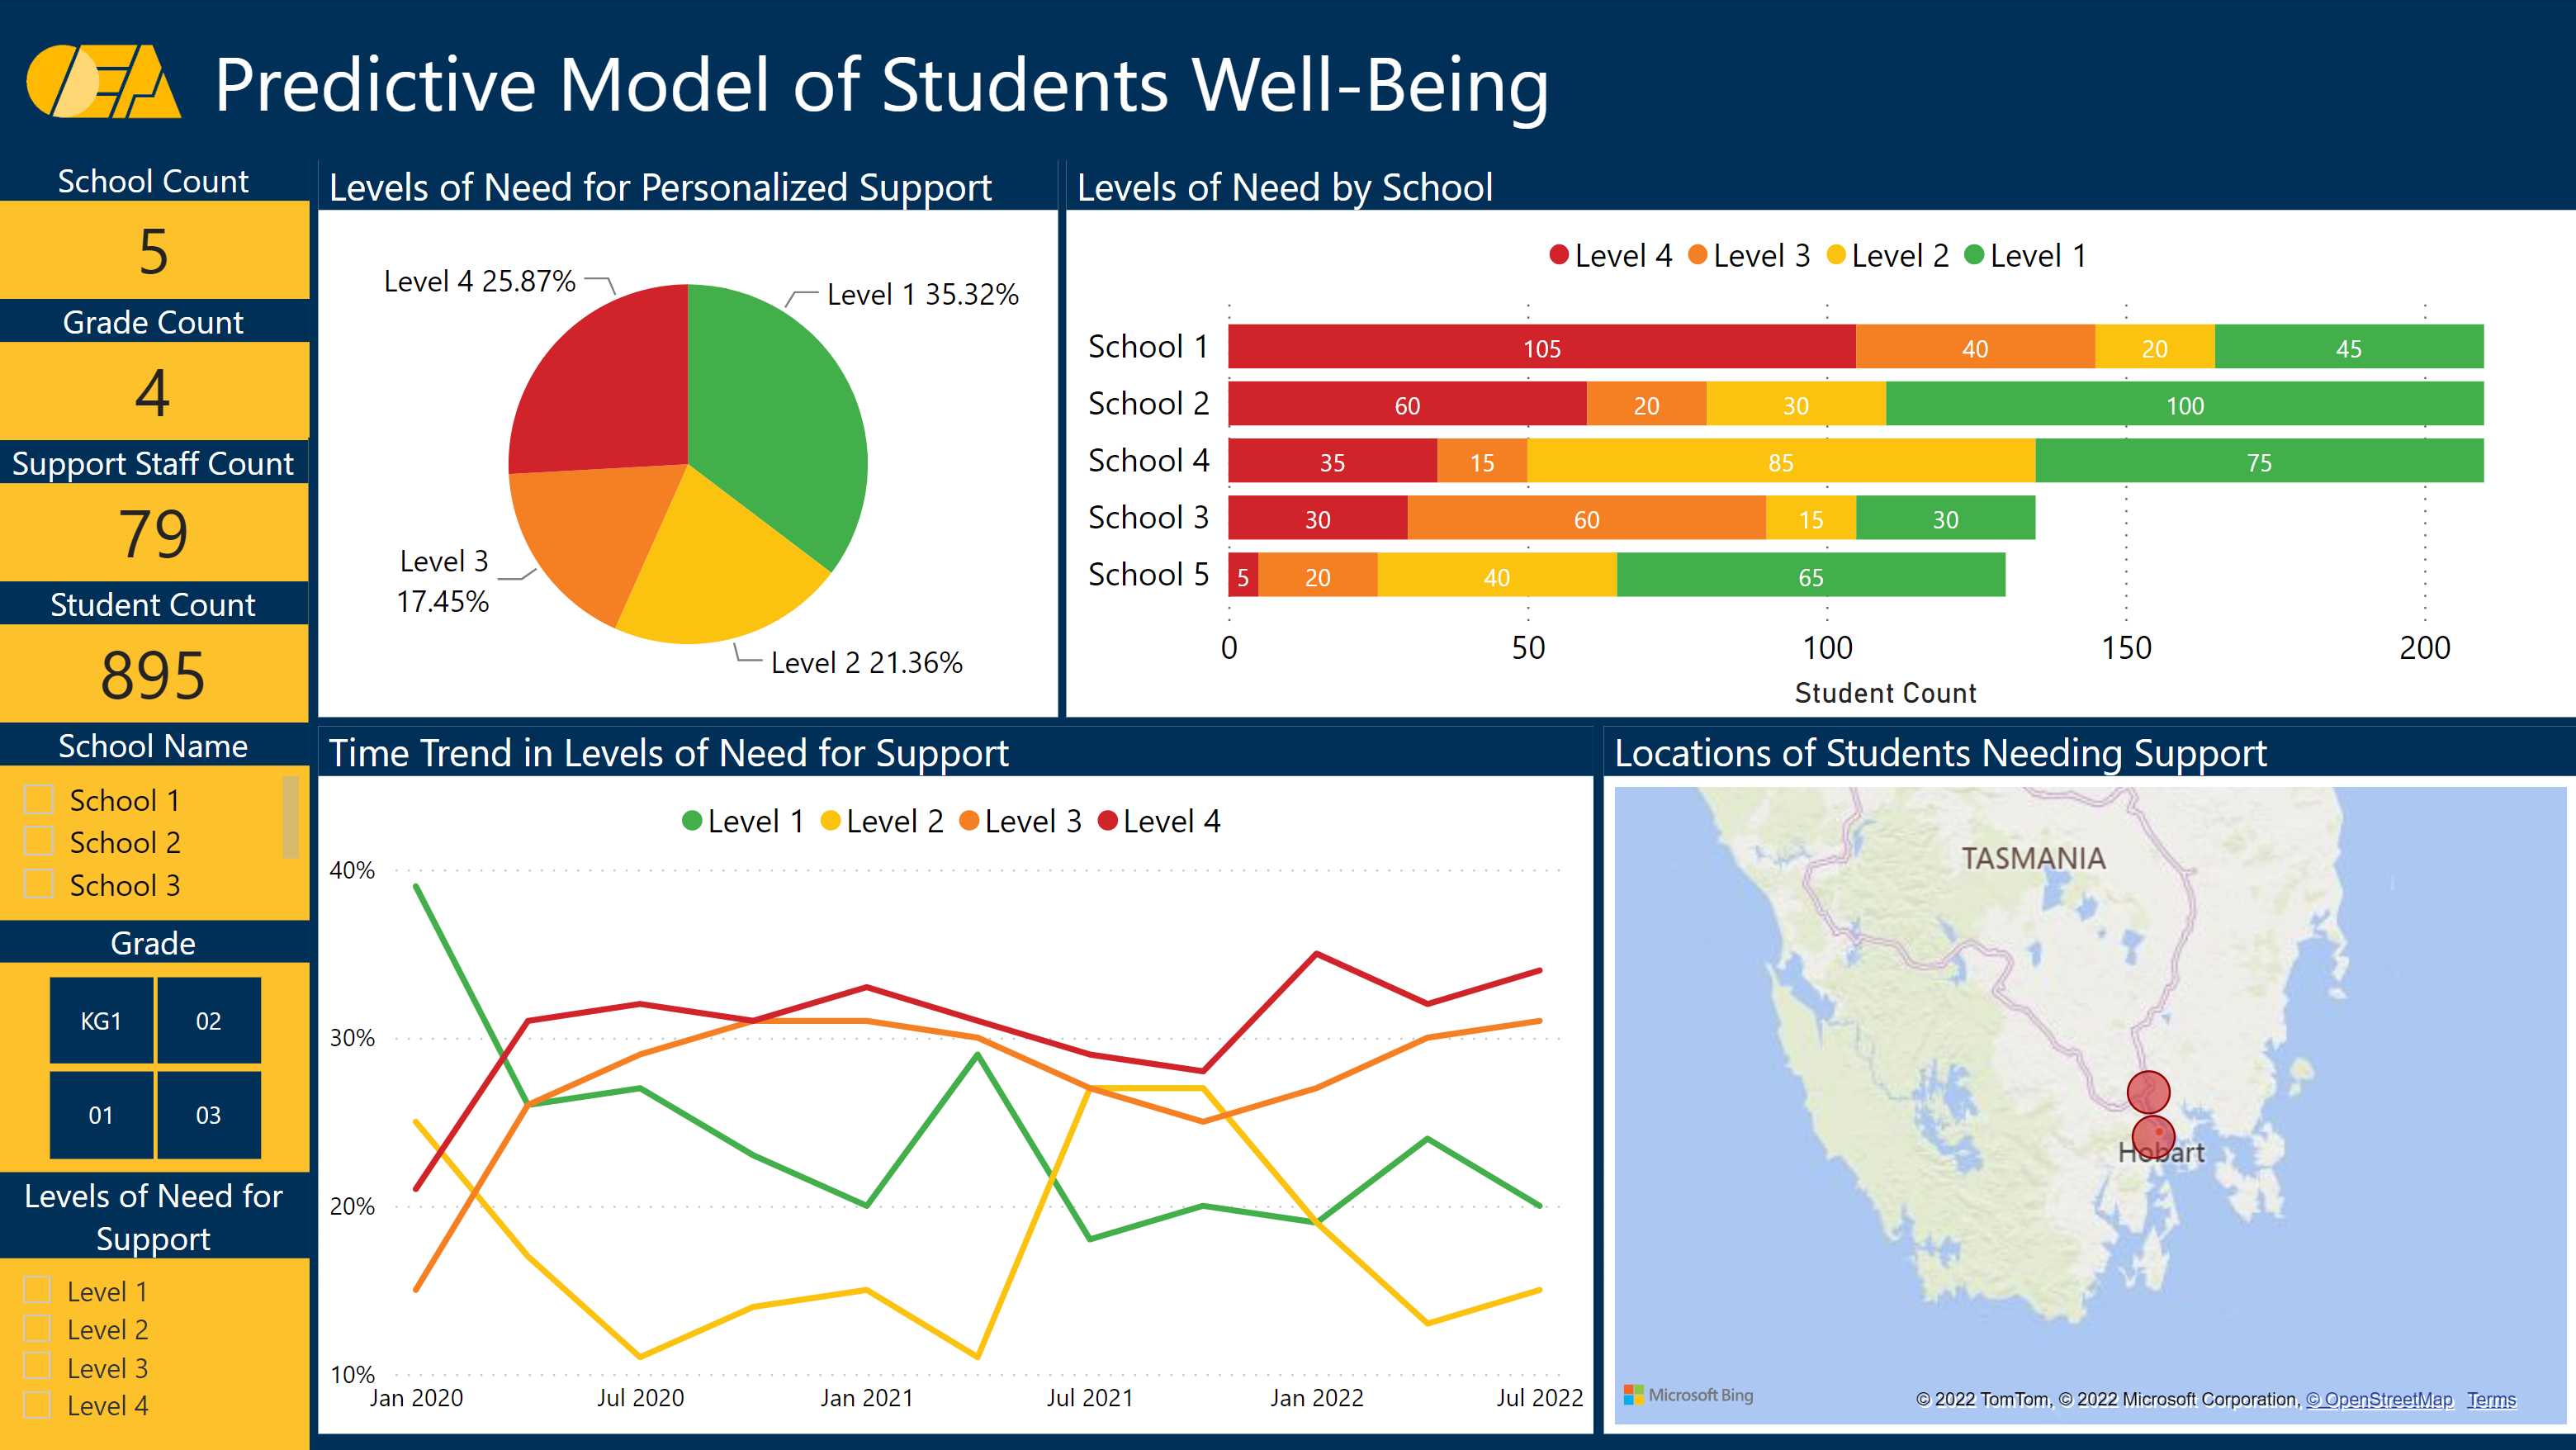 OEA
Predictive Model of Students Well-Being
School Count
5
Grade Count
4
Support Staff Count
79
Student Count
895
School Name
School 1
School 2
School 3
Grade
KG1
02
01
03
Levels of Need for
Support
Level 1
Level 2
Level 3
Level 4
Levels of Need for Personalized Support
Level 4 25.87%
Level 1 35.32%
Level 3
17.45%
Level 2 21.36%
Levels of Need by School
Level 4 Level 3 Level 2 Level 1
School 1 105 40 20 45
School 2 60 20 30 100
School 4 35 15 85 75
School 3 30 60 15 30
School 5 5 20 40 65
0 50 100 150 200
Student Count
Time Trend in Levels of Need for Support
Level 1 Level 2 Level 3 Level 4
40%
30%
20%
10%
Jan 2020 Jul 2020 Jan 2021 Jul 2021 Jan 2022 Jul 2022
Locations of Students Needing Support
TASMANIA
Hobart
Microsoft Bing
© 2022 TomTom, © 2022 Microsoft Corporation, © OpenStreetMap Terms